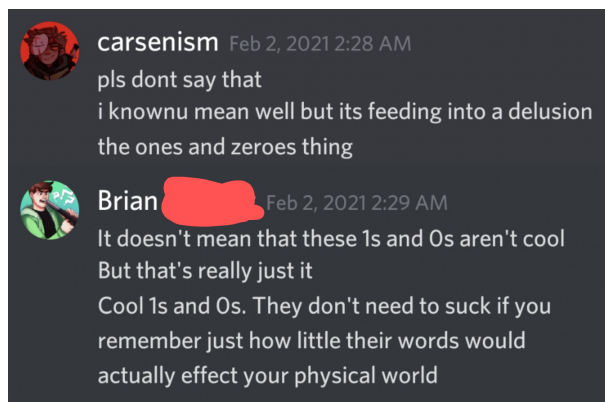 carsenism Feb 2, 2021 2:28 AM
pls dont say that
i knownu mean well but its feeding into a delusion
the ones and zeroes thing
Brian Feb 2, 2021 2:29 AM
It doesn't mean that these 1s and 0s aren't cool
But that's really just it
Cool 1s and 0s. They don't need to suck if you
remember just how little their words would
actually effect your physical world